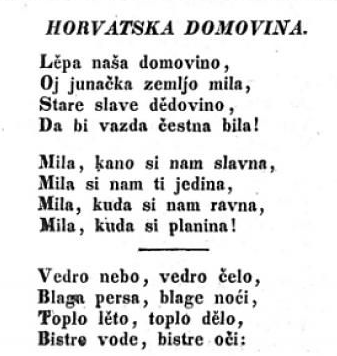 HORVATSKA DOMOVINA.
Lěpa naša domovino,
Oj junačka zemljo mila,
Stare slave dědovino,
Da bi vazda čestna bila!
Mila, kano si nam slavna,
Mila si nam ti jedina,
Mila, kuda si nam ravna,
Mila, kuda si planina!
Vedro nebo, vedro čelo,
Blaga persa, blage noći,
Toplo lěto, toplo dělo,
Bistre vode, bistre oči: